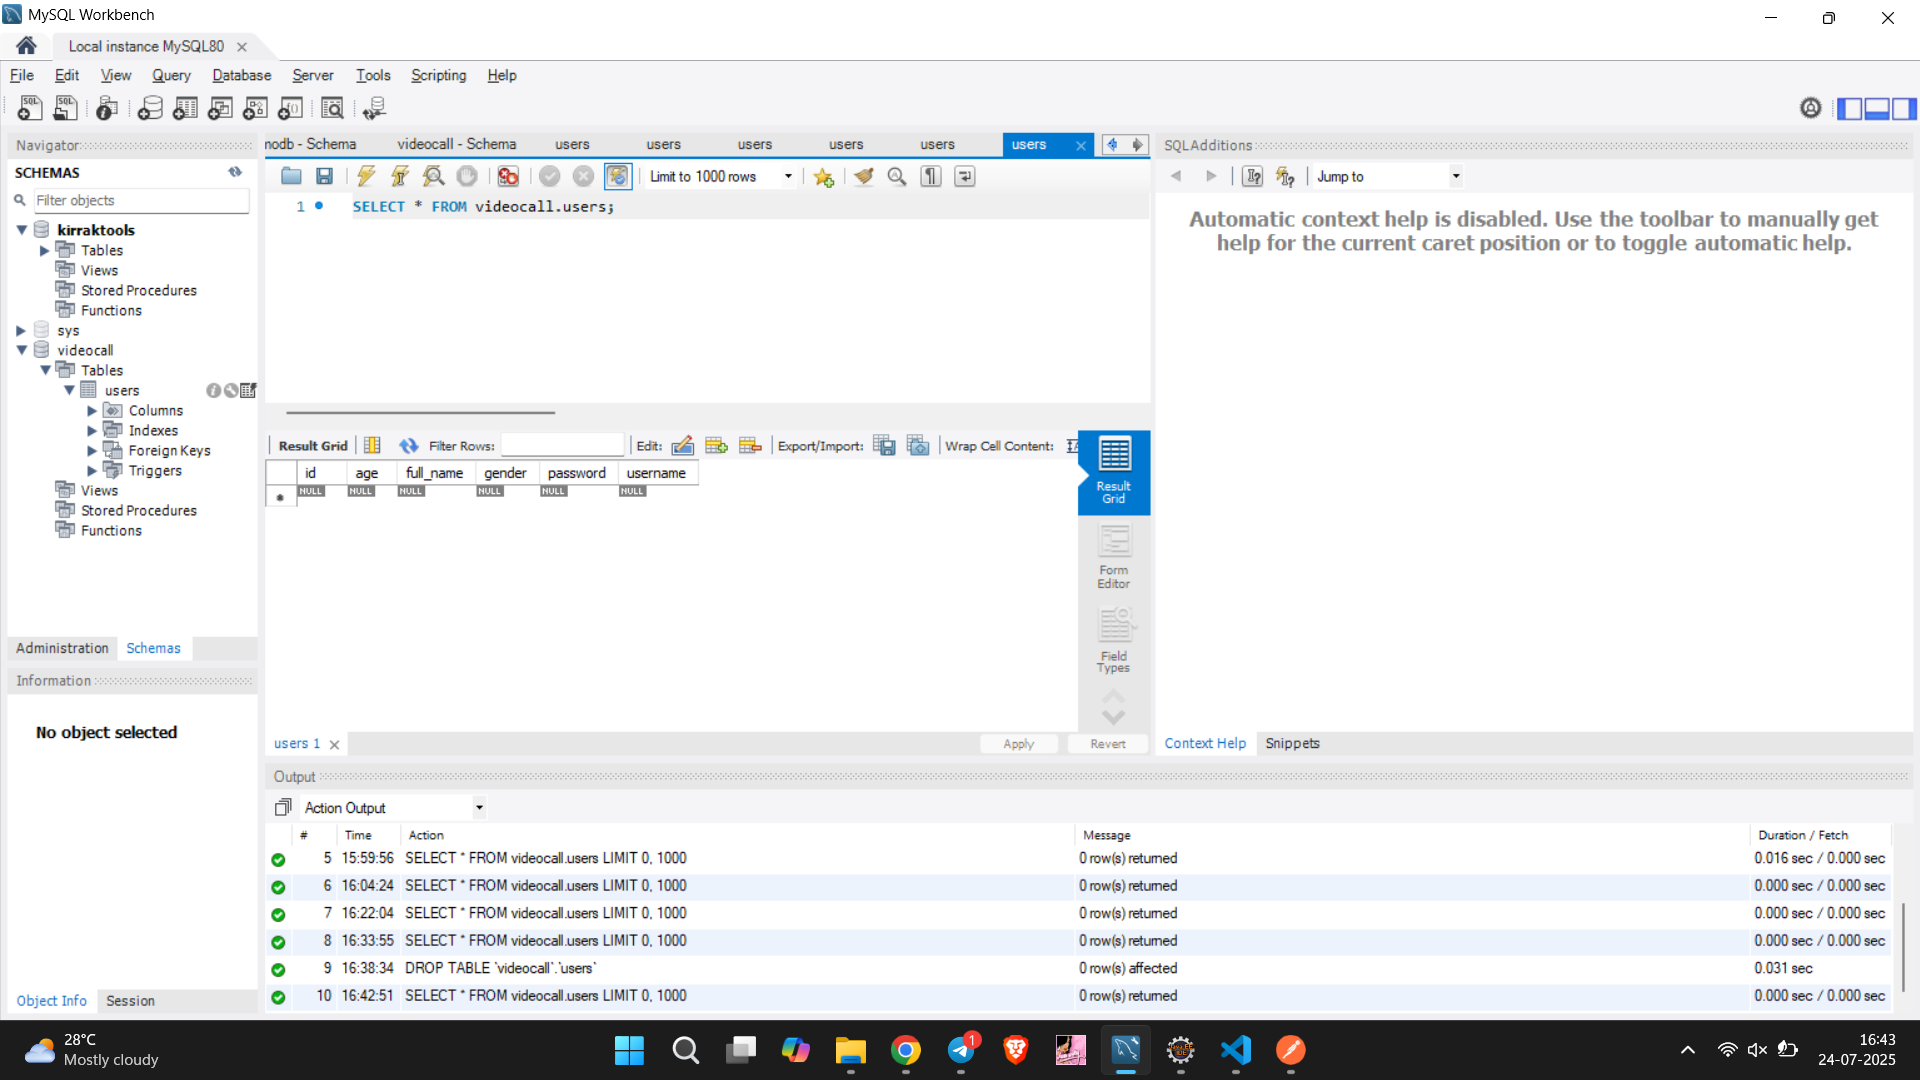 MySQL Workbench
Local instance MySQL80
File Edit View Query Database Server Tools Scripting Help
Navigator
SCHEMAS
Filter objects
kirraktools
Tables
Views
Stored Procedures
Functions
sys
videocall
Tables
users
Columns
Indexes
Foreign Keys
Triggers
Views
Stored Procedures
Functions
Administration Schemas
Information
No object selected
Object Info Session
modb - Schema videocall - Schema users users users users users users
Limit to 1000 rows
1 SELECT * FROM videocall.users;
Result Grid Filter Rows: Edit: Export/Import: Wrap Cell Content:
id age full_name gender password username
NULL NULL NULL NULL NULL NULL
Result Grid
Form Editor
Field Types
users 1 Apply Revert
SQLAdditions
Jump to
Automatic context help is disabled. Use the toolbar to manually get
help for the current caret position or to toggle automatic help.
Context Help Snippets
Output
Action Output
# Time Action Message Duration / Fetch
5 15:59:56 SELECT * FROM videocall.users LIMIT 0, 1000 0 row(s) returned 0.016 sec / 0.000 sec
6 16:04:24 SELECT * FROM videocall.users LIMIT 0, 1000 0 row(s) returned 0.000 sec / 0.000 sec
7 16:22:04 SELECT * FROM videocall.users LIMIT 0, 1000 0 row(s) returned 0.000 sec / 0.000 sec
8 16:33:55 SELECT * FROM videocall.users LIMIT 0, 1000 0 row(s) returned 0.000 sec / 0.000 sec
9 16:38:34 DROP TABLE `videocall`.`users` 0 row(s) affected 0.031 sec
10 16:42:51 SELECT * FROM videocall.users LIMIT 0, 1000 0 row(s) returned 0.000 sec / 0.000 sec
28°C
Mostly cloudy
1
16:43
24-07-2025